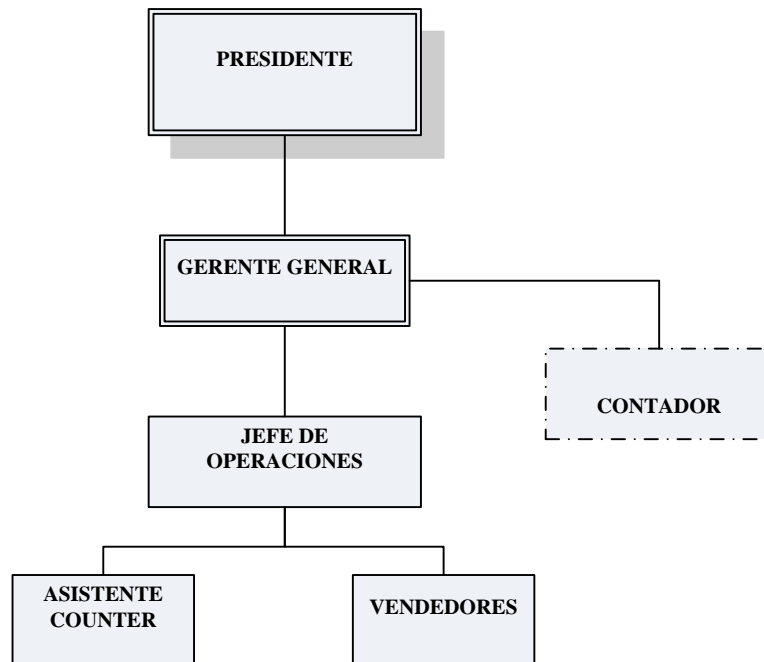 PRESIDENTE
GERENTE GENERAL
CONTADOR
JEFE DE
OPERACIONES
ASISTENTE
COUNTER
VENDEDORES